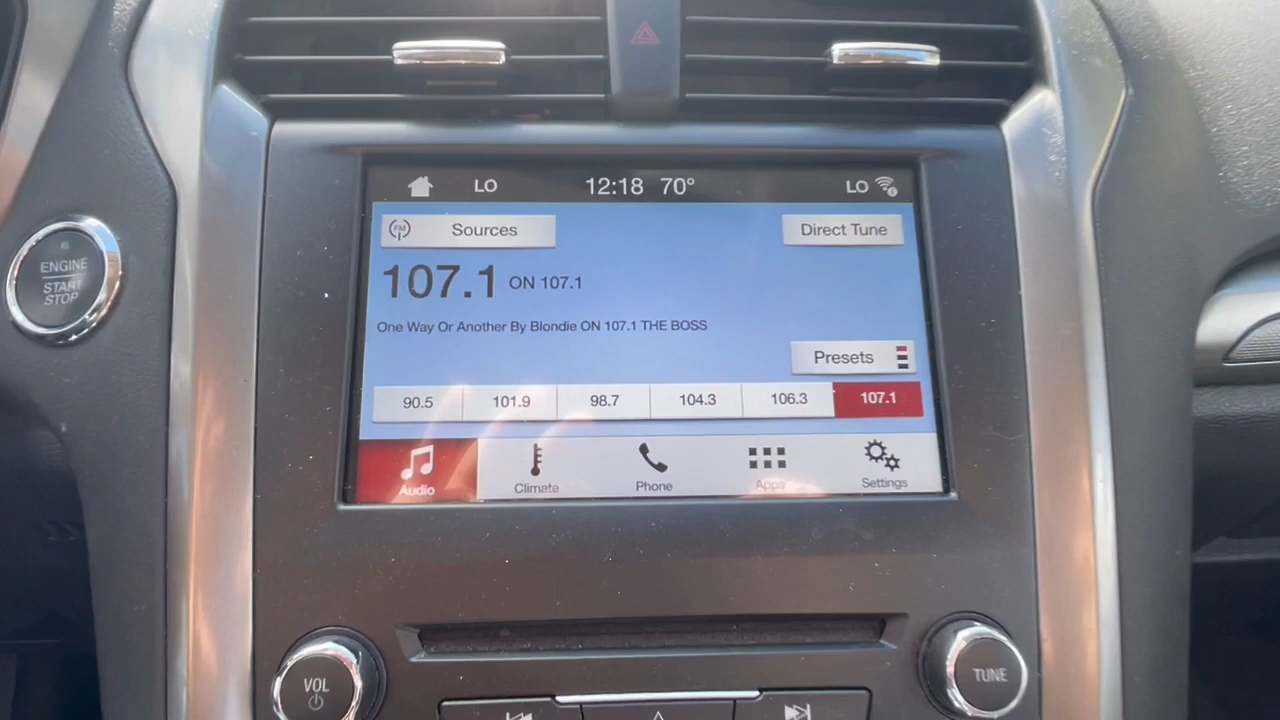 LO
12:18 70°
LO
FM
Sources
Direct Tune
107.1 ON 107.1
One Way Or Another By Blondie ON 107.1 THE BOSS
Presets
90.5 101.9 98.7 104.3 106.3 107.1
Audio Climate Phone Apps Settings
ENGINE
START
STOP
VOL
TUNE